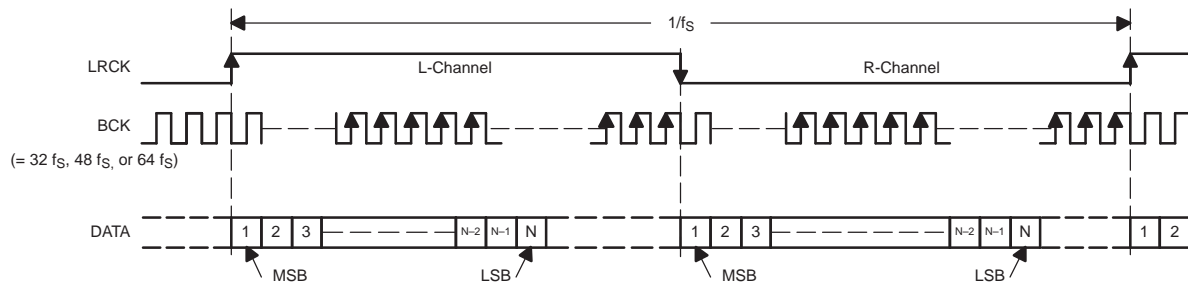 1/fS
LRCK
L-Channel
R-Channel
BCK
(= 32 fS, 48 fS, or 64 fS)
DATA
1 2 3 N–2 N–1 N 1 2 3 N–2 N–1 N 1 2
MSB LSB MSB LSB